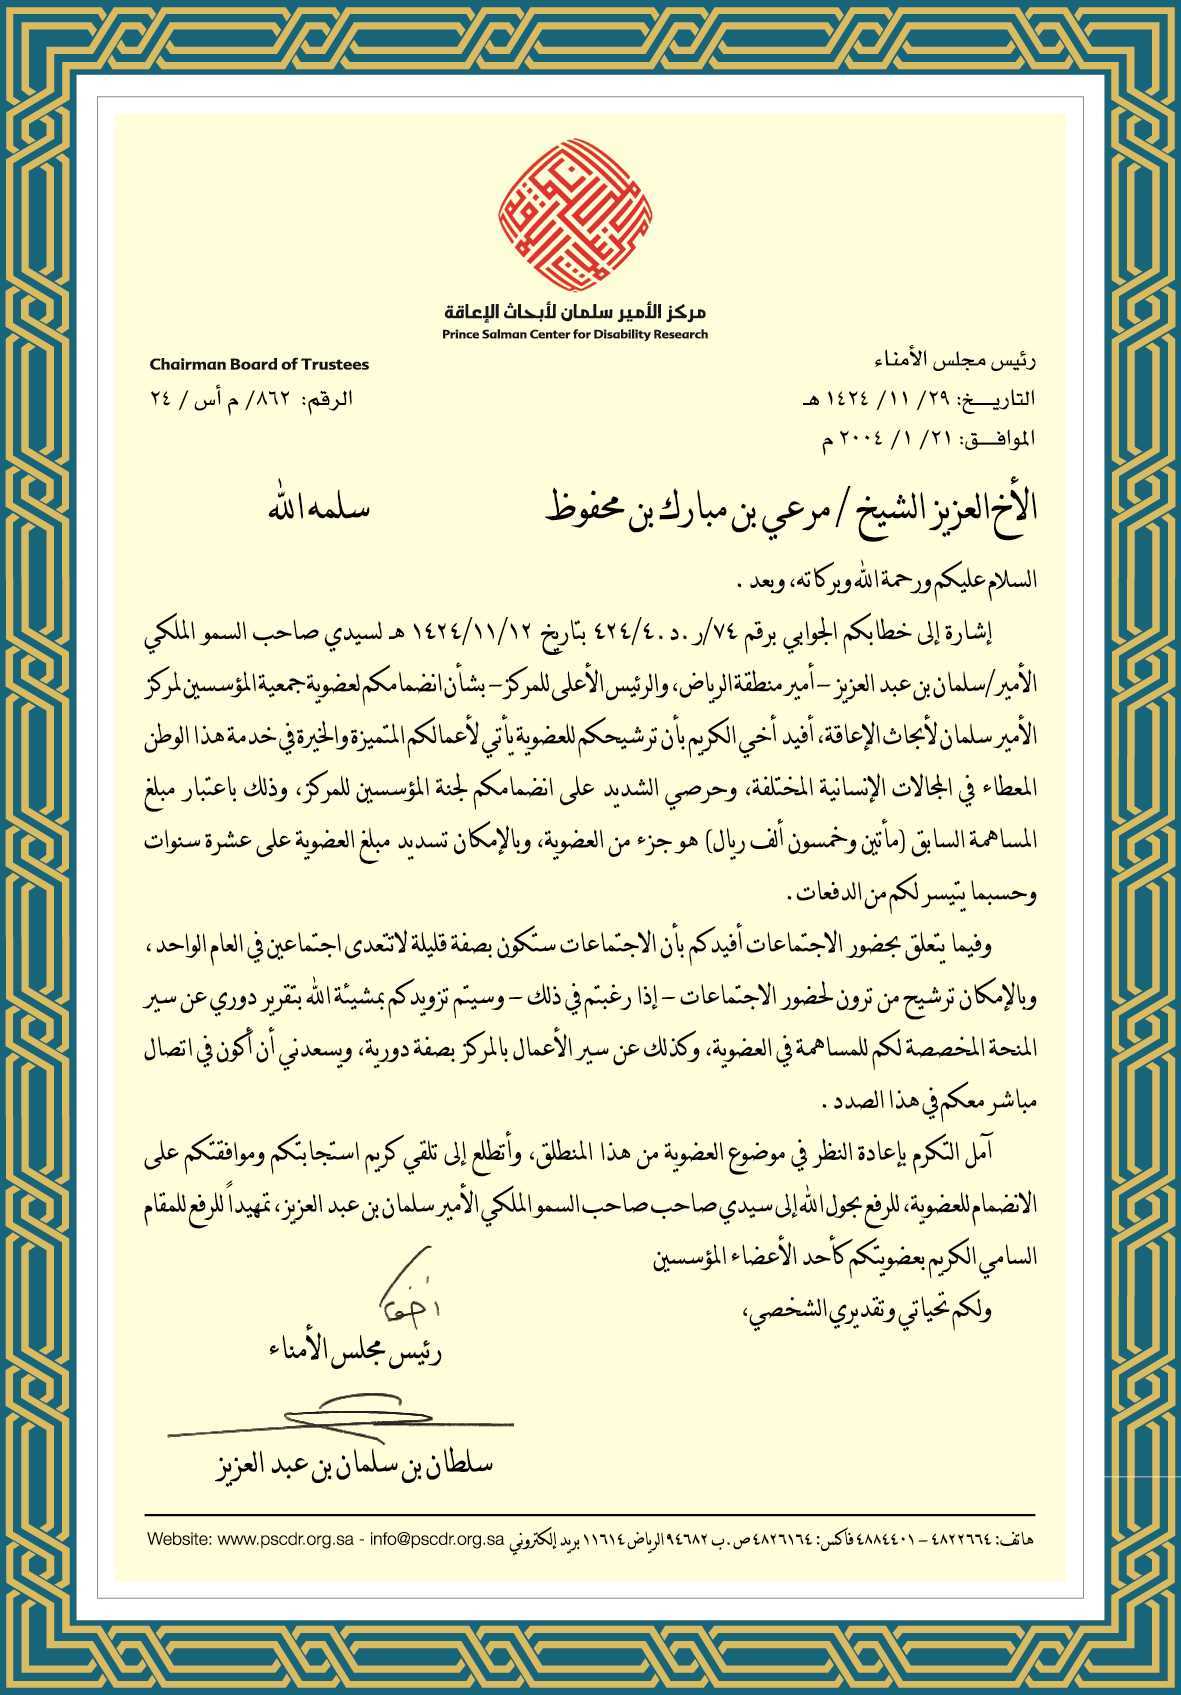 مركز الأمير سلمان لأبحاث الإعاقة
Prince Salman Center for Disability Research
رئيس مجلس الأمناء
Chairman Board of Trustees
التاريــخ: ٢٩/ ١١/ ١٤٢٤ هـ
الرقم: ٨٦٢/ م أس / ٢٤
الموافــق: ٢١/ ١/ ٢٠٠٤ م
الأخ العزيز الشيخ / مرعي بن مبارك بن محفوظ سلمه الله
السلام عليكم ورحمة الله وبركاته، وبعد .
إشارة إلى خطابكم الجوابي برقم ٧٤/ر .د .٤٢٤/٤ بتاريخ ١٤٢٤/١١/١٢ هـ لسيدي صاحب السمو الملكي
الأمير/سلمان بن عبد العزيز – أمير منطقة الرياض، والرئيس الأعلى للمركز – بشأن انضمامكم لعضوية جمعية المؤسسين لمركز
الأمير سلمان لأبحاث الإعاقة، أفيد أخي الكريم بأن ترشيحكم للعضوية يأتي لأعمالكم المتميزة والخيرة في خدمة هذا الوطن
المعطاء في المجالات الإنسانية المختلفة، وحرصي الشديد على انضمامكم لجنة المؤسسين للمركز، وذلك باعتبار مبلغ
المساهمة السابق (مأتين وخمسون ألف ريال) هو جزء من العضوية، وبالإمكان تسديد مبلغ العضوية على عشرة سنوات
وحسبما يتيسر لكم من الدفعات .
وفيما يتعلق بحضور الاجتماعات أفيدكم بأن الاجتماعات ستكون بصفة قليلة لاتتعدى اجتماعين في العام الواحد ،
وبالإمكان ترشيح من ترون لحضور الاجتماعات – إذا رغبتم في ذلك – وسيتم تزويدكم بمشيئة الله بتقرير دوري عن سير
المنحة المخصصة لكم للمساهمة في العضوية، وكذلك عن سير الأعمال بالمركز بصفة دورية، ويسعدني أن أكون في اتصال
مباشر معكم في هذا الصدد .
آمل التكرم بإعادة النظر في موضوع العضوية من هذا المنطلق، وأتطلع إلى تلقي كريم استجابتكم وموافقتكم على
الانضمام للعضوية، للرفع بحول الله إلى سيدي صاحب صاحب السمو الملكي الأمير سلمان بن عبد العزيز، تمهيداً للرفع للمقام
السامي الكريم بعضويتكم كأحد الأعضاء المؤسسين
ولكم تحياتي وتقديري الشخصي،
رئيس مجلس الأمناء
سلطان بن سلمان بن عبد العزيز
هاتف: ٤٨٢٢٦٦٤ – ٤٨٨٤٤٠١ فاكس: ٤٨٢٦١٦٤ ص .ب ٩٤٦٨٢ الرياض ١١٦١٤ بريد إلكتروني Website: www.pscdr.org.sa - info@pscdr.org.sa